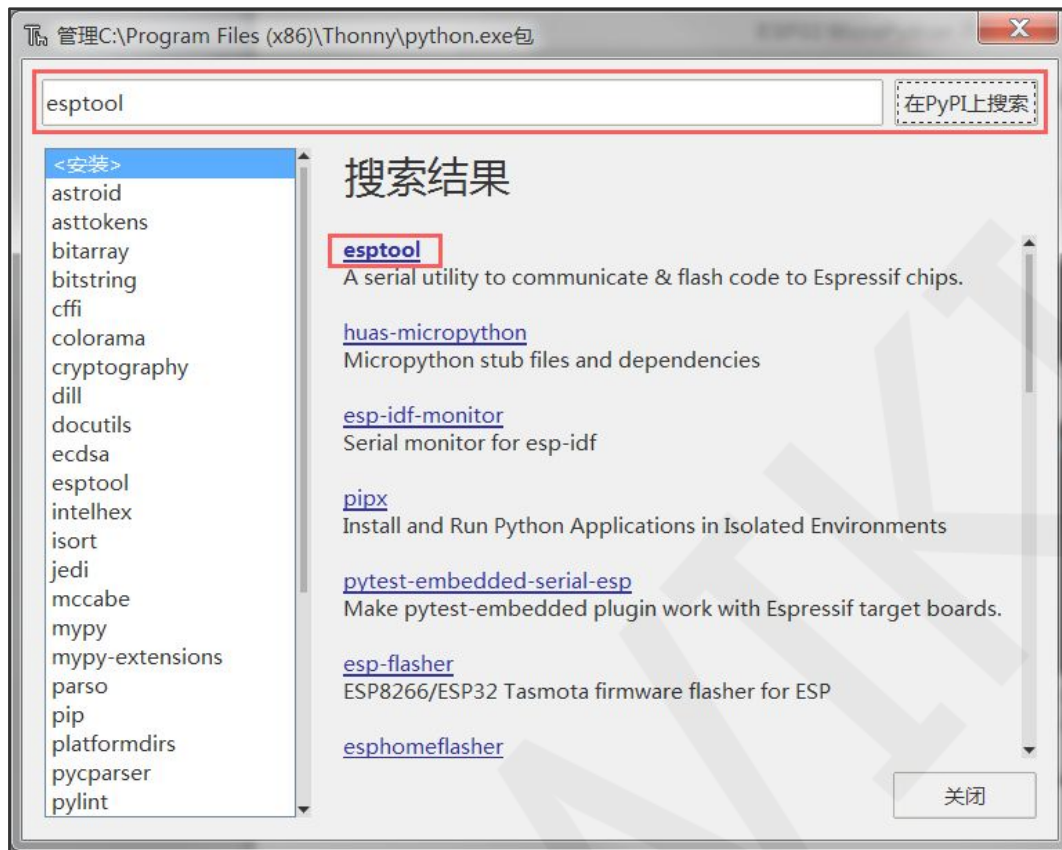 管理C:\Program Files (x86)\Thonny\python.exe包
esptool
在PyPI上搜索
<安装>
astroid
asttokens
bitarray
bitstring
cffi
colorama
cryptography
dill
docutils
ecdsa
esptool
intelhex
isort
jedi
mccabe
mypy
mypy-extensions
parso
pip
platformdirs
pycparser
pylint
搜索结果
esptool
A serial utility to communicate & flash code to Espressif chips.
huas-micropython
Micropython stub files and dependencies
esp-idf-monitor
Serial monitor for esp-idf
pipx
Install and Run Python Applications in Isolated Environments
pytest-embedded-serial-esp
Make pytest-embedded plugin work with Espressif target boards.
esp-flasher
ESP8266/ESP32 Tasmota firmware flasher for ESP
esphomeflasher
关闭